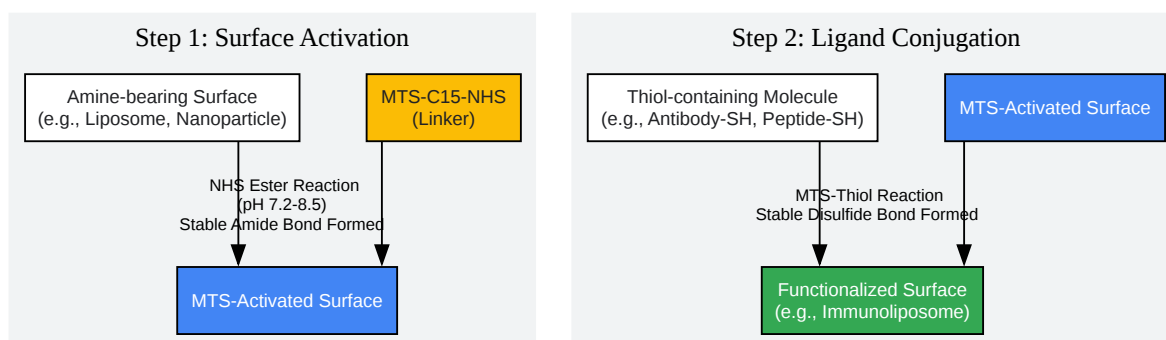 Step 1: Surface Activation
Amine-bearing Surface
(e.g., Liposome, Nanoparticle)
MTS-C15-NHS
(Linker)
NHS Ester Reaction
(pH 7.2-8.5)
Stable Amide Bond Formed
MTS-Activated Surface
Step 2: Ligand Conjugation
Thiol-containing Molecule
(e.g., Antibody-SH, Peptide-SH)
MTS-Activated Surface
MTS-Thiol Reaction
Stable Disulfide Bond Formed
Functionalized Surface
(e.g., Immunoliposome)